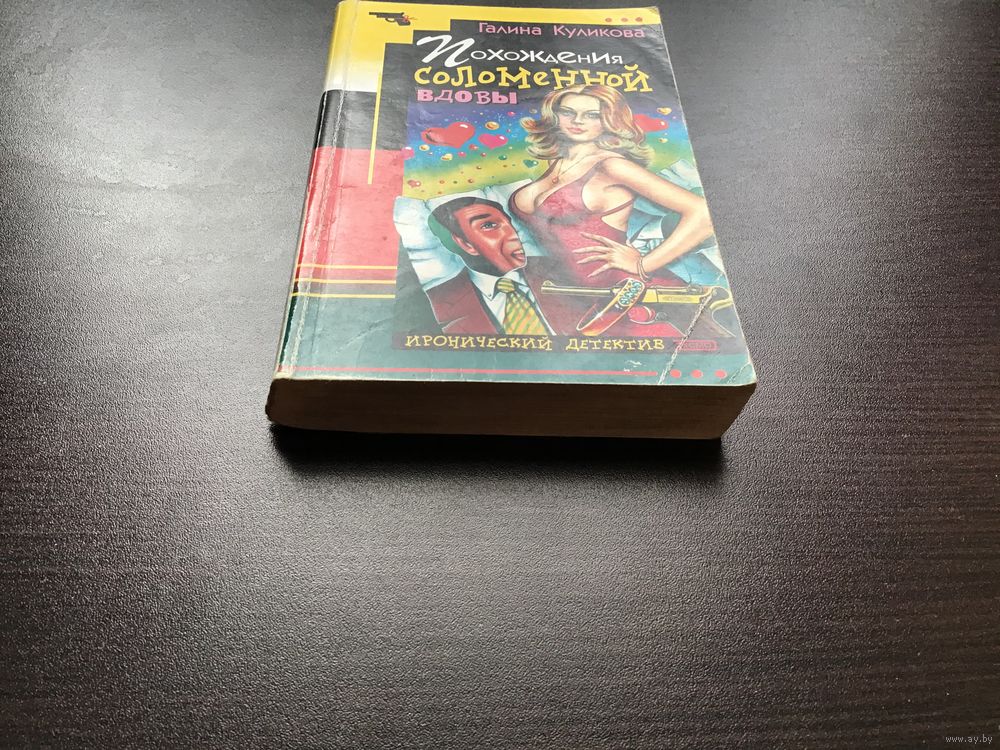 Галина Куликова
Похождения
соломенной
вдовы
иронический детектив
www.ay.by